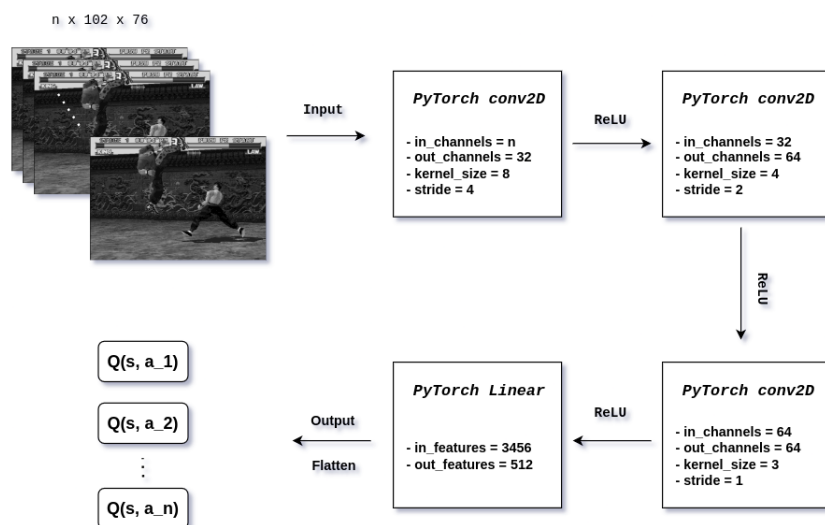 n x 102 x 76
Input
PyTorch conv2D
- in_channels = n
- out_channels = 32
- kernel_size = 8
- stride = 4
ReLU
PyTorch conv2D
- in_channels = 32
- out_channels = 64
- kernel_size = 4
- stride = 2
ReLU
PyTorch conv2D
- in_channels = 64
- out_channels = 64
- kernel_size = 3
- stride = 1
ReLU
PyTorch Linear
- in_features = 3456
- out_features = 512
Output
Flatten
Q(s, a_1)
Q(s, a_2)
Q(s, a_n)